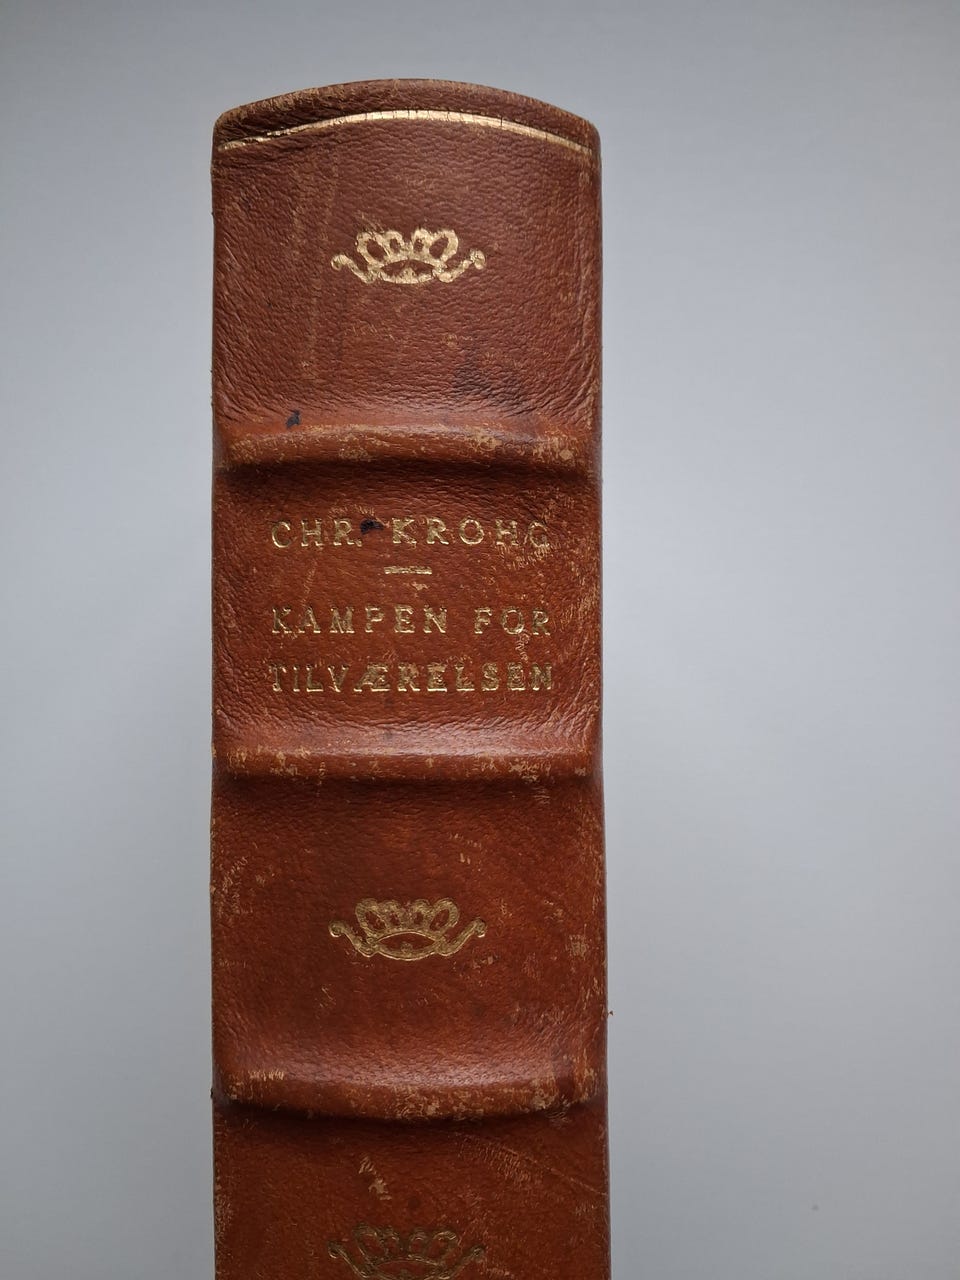 CHR. KROHG
KAMPEN FOR
TILVÆRELSEN